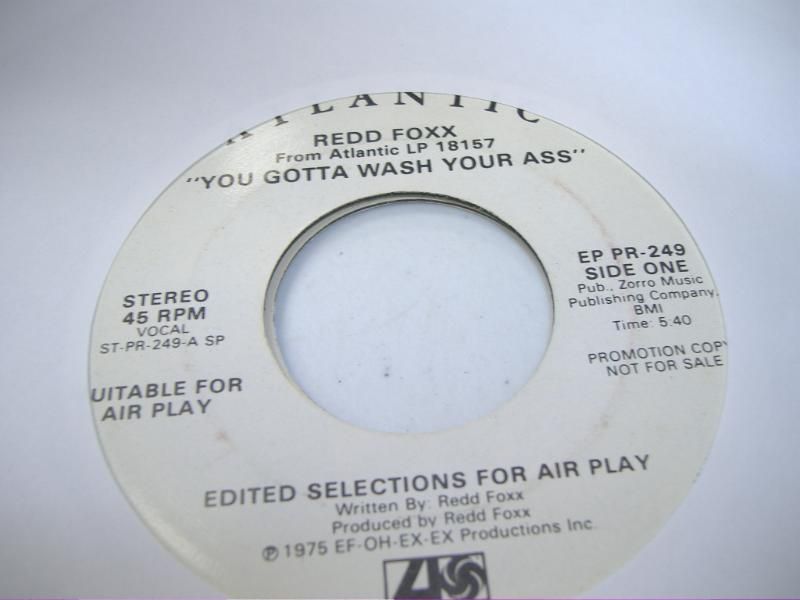 ATLANTIC
REDD FOXX
From Atlantic LP 18157
"YOU GOTTA WASH YOUR ASS"
STEREO
45 RPM
VOCAL
ST-PR-249-A SP
UITABLE FOR
AIR PLAY
EP PR-249
SIDE ONE
Pub., Zorro Music
Publishing Company,
BMI
Time: 5:40
PROMOTION COPY
NOT FOR SALE
EDITED SELECTIONS FOR AIR PLAY
Written By: Redd Foxx
Produced by Redd Foxx
℗ 1975 EF-OH-EX-EX Productions Inc.